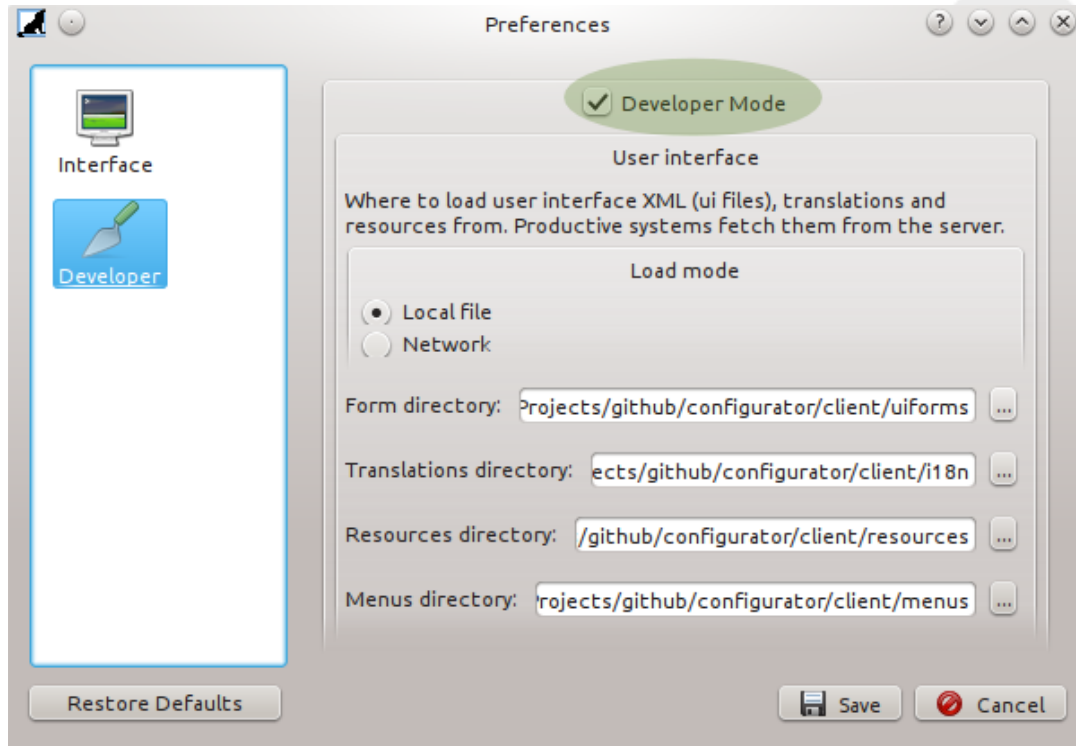 Preferences
Interface
Developer
Developer Mode
User interface
Where to load user interface XML (ui files), translations and
resources from. Productive systems fetch them from the server.
Load mode
Local file
Network
Form directory: Projects/github/configurator/client/uiforms ...
Translations directory: ects/github/configurator/client/i18n ...
Resources directory: /github/configurator/client/resources ...
Menus directory: rojects/github/configurator/client/menus ...
Restore Defaults
Save
Cancel